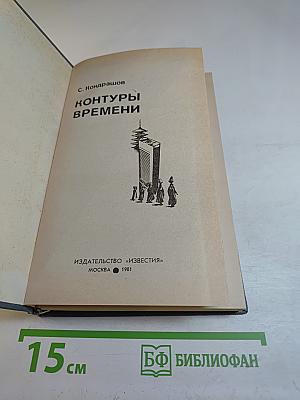 С. Кондрашов
КОНТУРЫ
ВРЕМЕНИ
ИЗДАТЕЛЬСТВО «ИЗВЕСТИЯ»
МОСКВА ● 1981
15 см
БФ БИБЛИОФАН